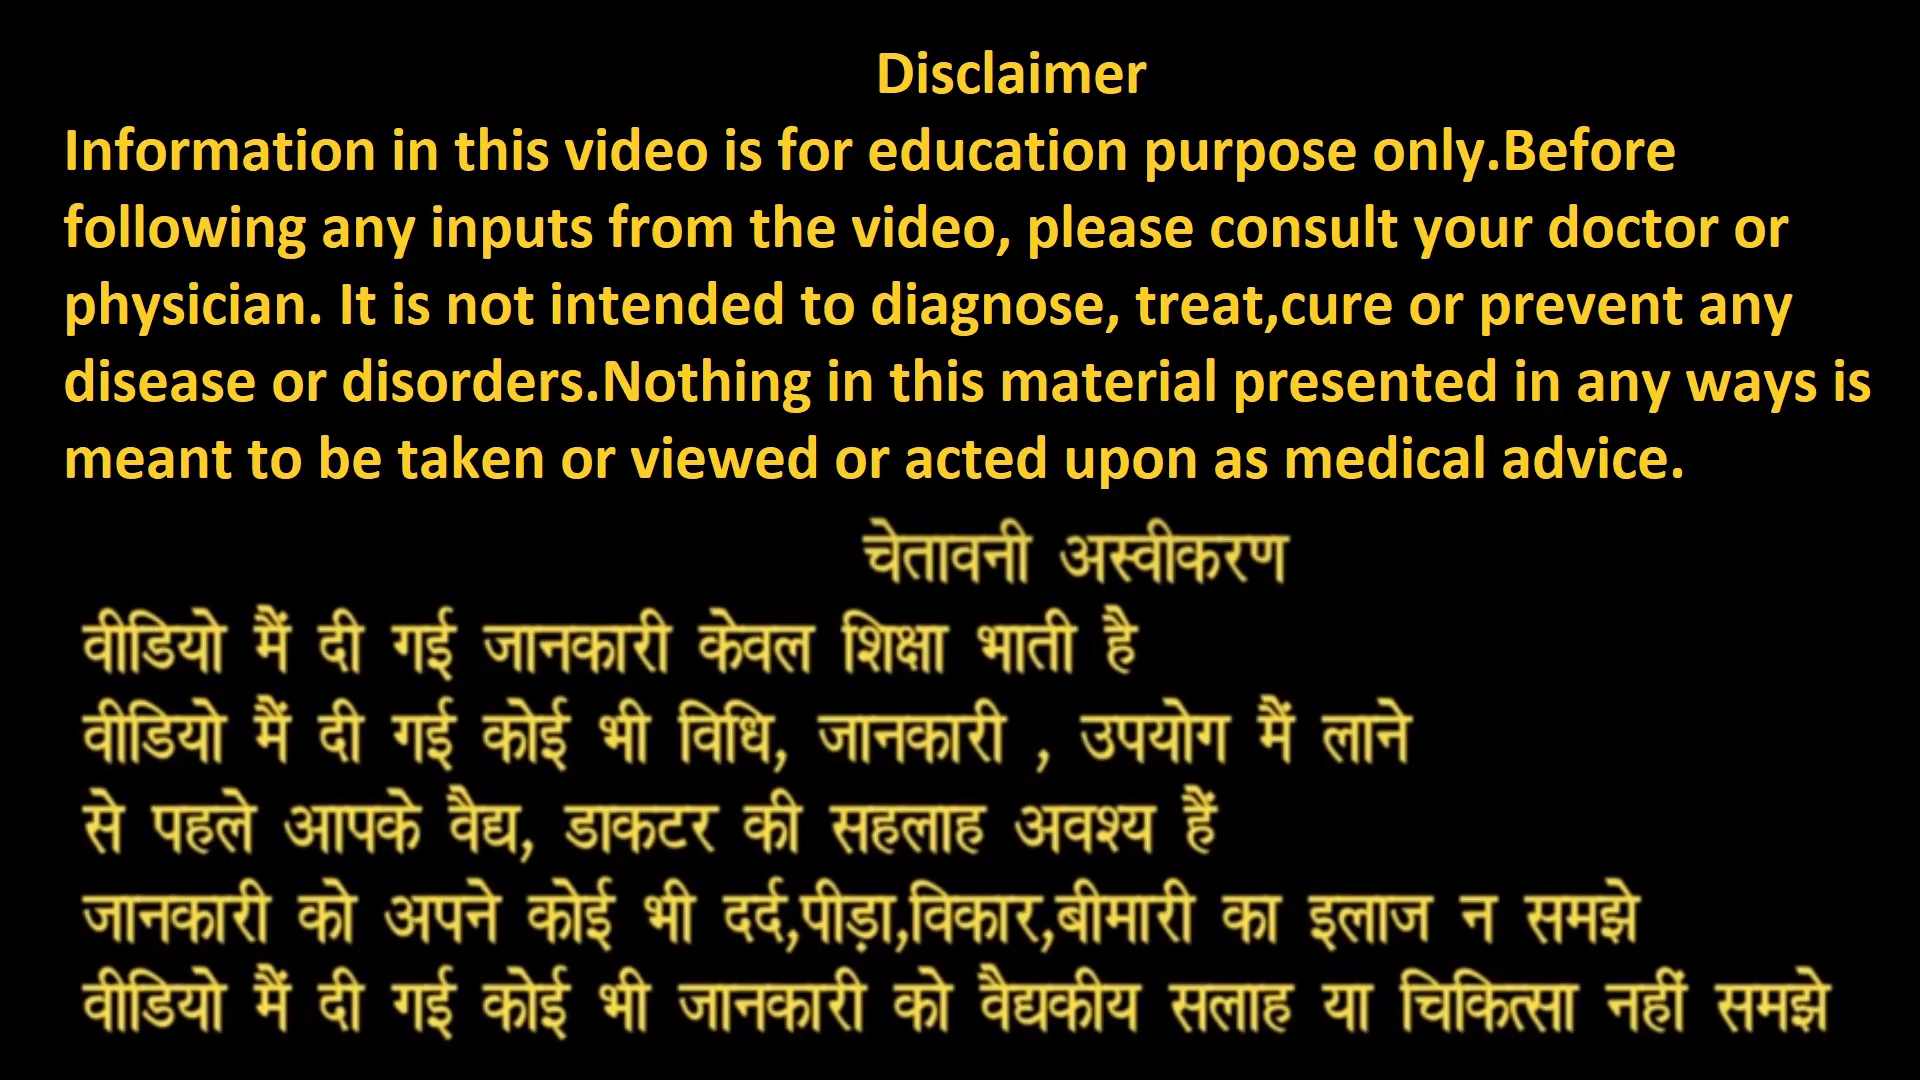 Disclaimer
Information in this video is for education purpose only.Before
following any inputs from the video, please consult your doctor or
physician. It is not intended to diagnose, treat,cure or prevent any
disease or disorders.Nothing in this material presented in any ways is
meant to be taken or viewed or acted upon as medical advice.
चेतावनी अस्वीकरण
वीडियो मैं दी गई जानकारी केवल शिक्षा भाती है
वीडियो मैं दी गई कोई भी विधि, जानकारी , उपयोग मैं लाने
से पहले आपके वैद्य, डाकटर की सहलाह अवश्य हैं
जानकारी को अपने कोई भी दर्द,पीड़ा,विकार,बीमारी का इलाज न समझे
वीडियो मैं दी गई कोई भी जानकारी को वैद्यकीय सलाह या चिकित्सा नहीं समझे